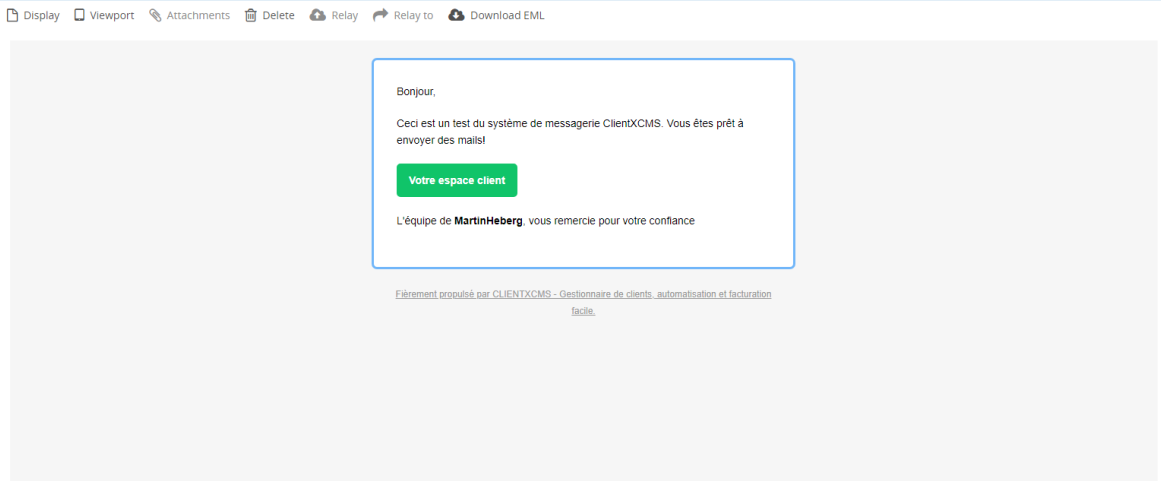 Display Viewport Attachments Delete Relay Relay to Download EML
Bonjour,
Ceci est un test du système de messagerie ClientXCMS. Vous êtes prêt à
envoyer des mails!
Votre espace client
L'équipe de MartinHeberg, vous remercie pour votre confiance
Fièrement propulsé par CLIENTXCMS - Gestionnaire de clients, automatisation et facturation
facile.